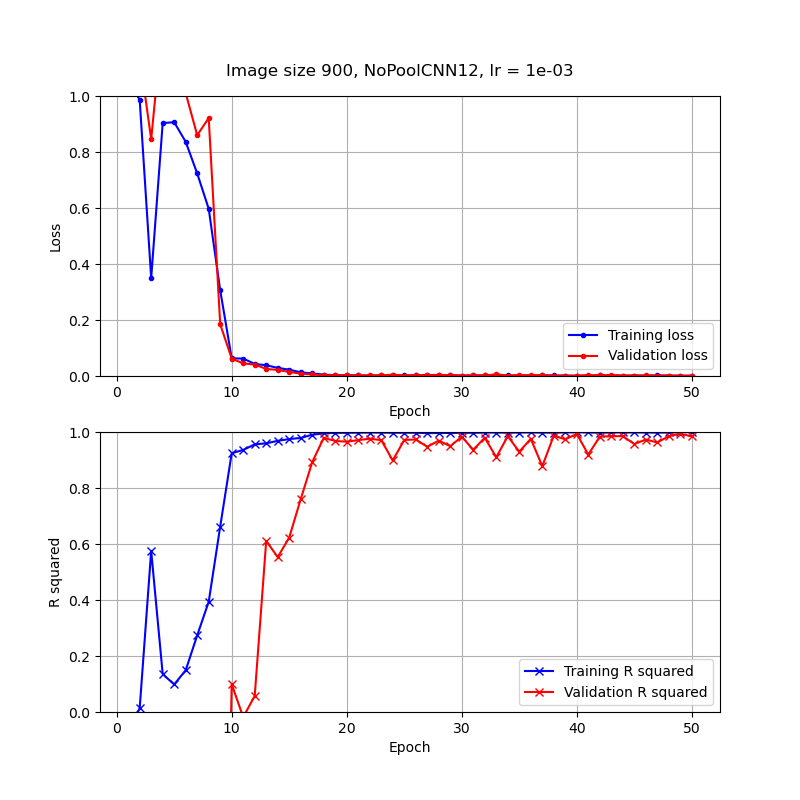 Image size 900, NoPoolCNN12, lr = 1e-03
1.0
0.8
0.6
0.4
0.2
0.0
Loss
Training loss
Validation loss
0 10 20 30 40 50
Epoch
1.0
0.8
0.6
0.4
0.2
0.0
R squared
Training R squared
Validation R squared
0 10 20 30 40 50
Epoch